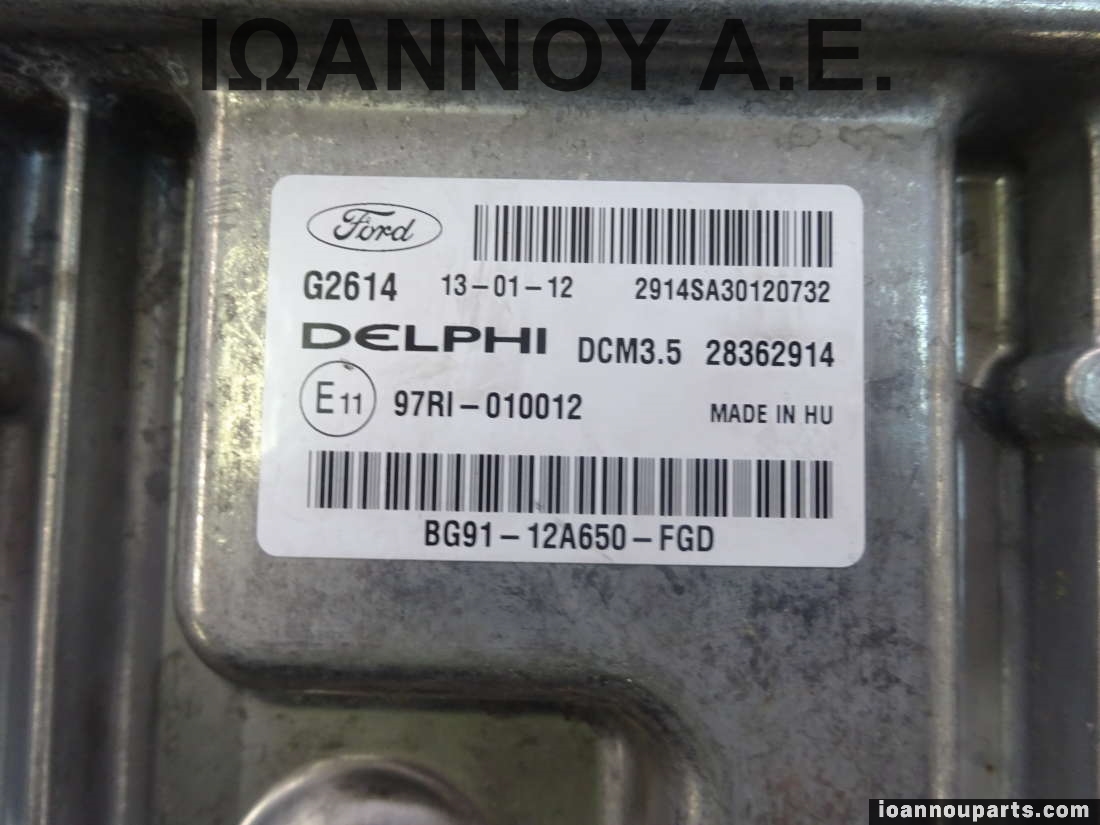 ΙΩΑΝΝΟΥ Α.Ε.
Ford
G2614 13-01-12 2914SA30120732
DELPHI DCM3.5 28362914
E11 97RI-010012 MADE IN HU
BG91-12A650-FGD
ioannouparts.com